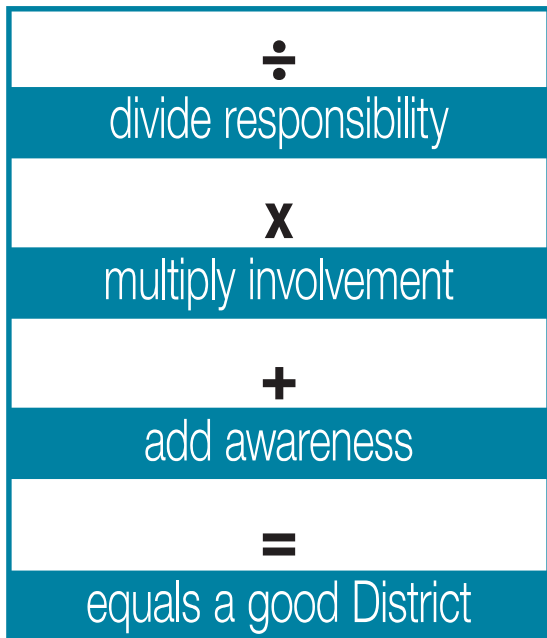 ÷
divide responsibility
x
multiply involvement
+
add awareness
=
equals a good District